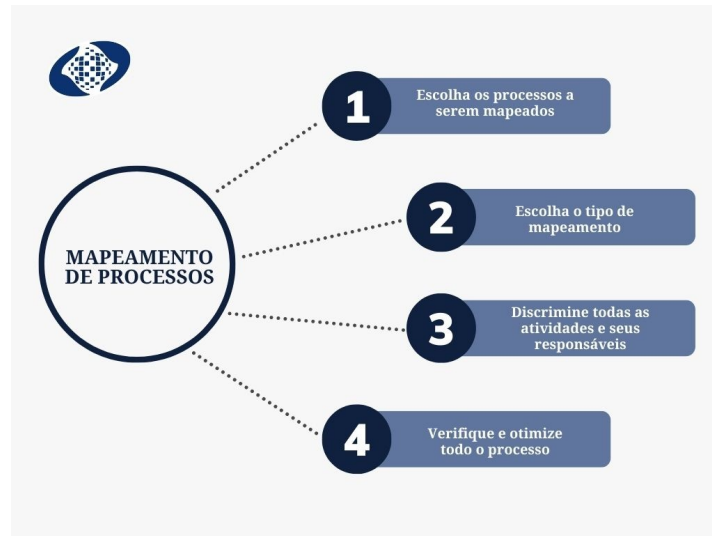 1
Escolha os processos a
serem mapeados
2
Escolha o tipo de
mapeamento
MAPEAMENTO
DE PROCESSOS
3
Discrimine todas as
atividades e seus
responsáveis
4
Verifique e otimize
todo o processo